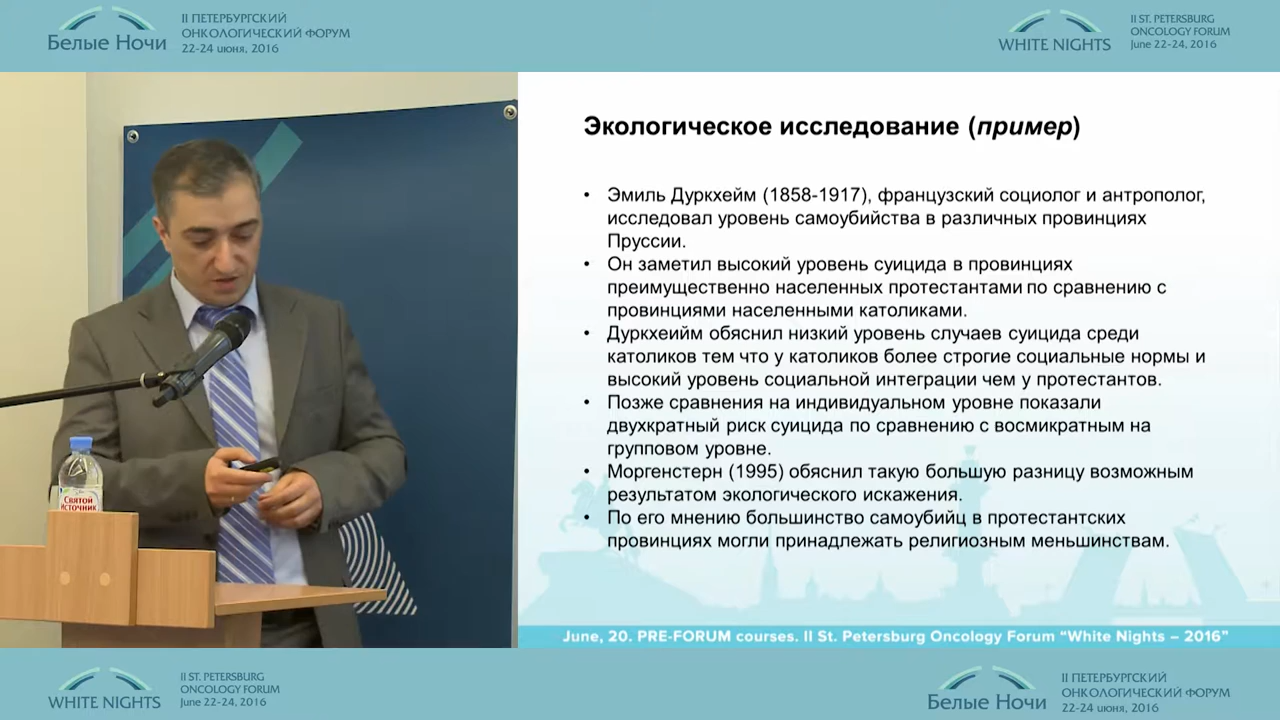 Белые Ночи
II ПЕТЕРБУРГСКИЙ
ОНКОЛОГИЧЕСКИЙ ФОРУМ
22-24 июня, 2016
WHITE NIGHTS
II ST. PETERSBURG
ONCOLOGY FORUM
June 22-24, 2016
Экологическое исследование (пример)
• Эмиль Дуркхейм (1858-1917), французский социолог и антрополог,
исследовал уровень самоубийства в различных провинциях
Пруссии.
• Он заметил высокий уровень суицида в провинциях
преимущественно населенных протестантами по сравнению с
провинциями населенными католиками.
• Дуркхеийм обяснил низкий уровень случаев суицида среди
католиков тем что у католиков более строгие социальные нормы и
высокий уровень социальной интеграции чем у протестантов.
• Позже сравнения на индивидуальном уровне показали
двухкратный риск суицида по сравнению с восмикратным на
групповом уровне.
• Моргенстерн (1995) обяснил такую большую разницу возможным
результатом экологического искажения.
• По его мнению большинство самоубийц в протестантских
провинциях могли принадлежать религиозным меньшинствам.
Святой
Источник
June, 20. PRE-FORUM courses. II St. Petersburg Oncology Forum “White Nights – 2016”
WHITE NIGHTS
II ST. PETERSBURG
ONCOLOGY FORUM
June 22-24, 2016
Белые Ночи
II ПЕТЕРБУРГСКИЙ
ОНКОЛОГИЧЕСКИЙ ФОРУМ
22-24 июня, 2016